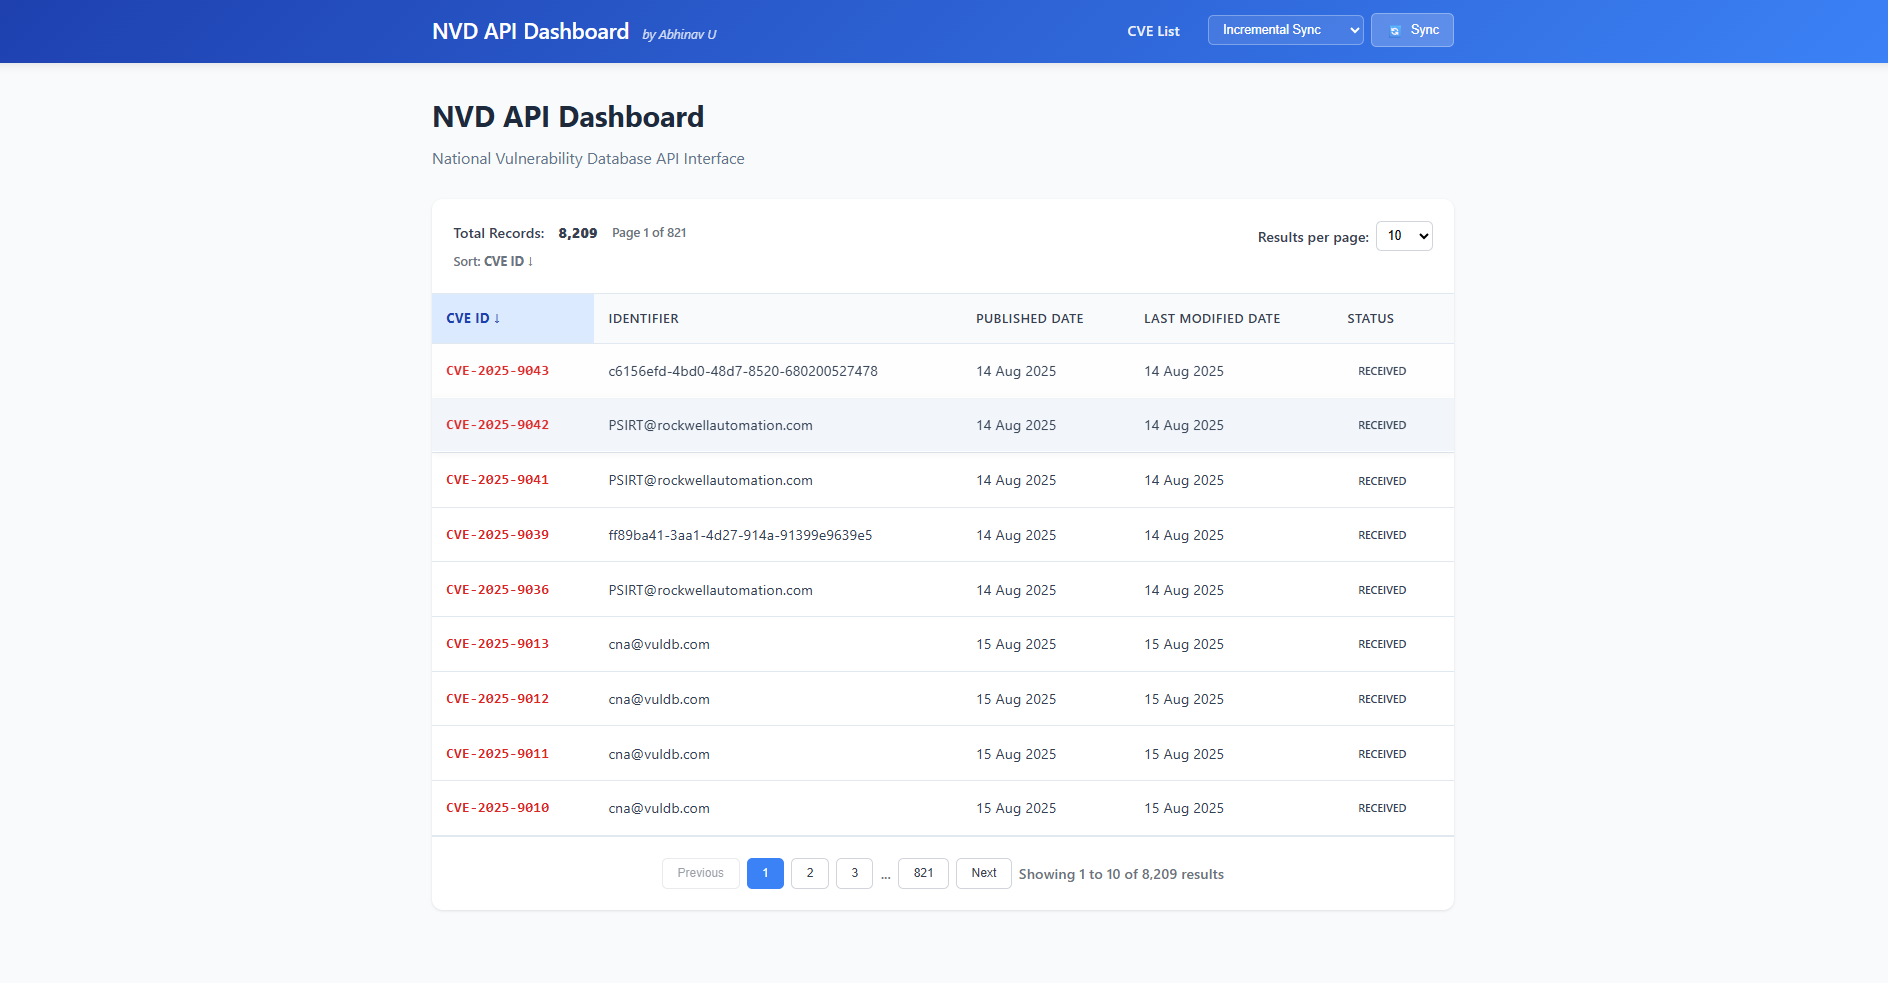 NVD API Dashboard by Abhinav U CVE List Incremental Sync Sync
NVD API Dashboard
National Vulnerability Database API Interface
Total Records: 8,209 Page 1 of 821 Results per page: 10
Sort: CVE ID ↓
CVE ID ↓ IDENTIFIER PUBLISHED DATE LAST MODIFIED DATE STATUS
CVE-2025-9043 c6156efd-4bd0-48d7-8520-680200527478 14 Aug 2025 14 Aug 2025 RECEIVED
CVE-2025-9042 PSIRT@rockwellautomation.com 14 Aug 2025 14 Aug 2025 RECEIVED
CVE-2025-9041 PSIRT@rockwellautomation.com 14 Aug 2025 14 Aug 2025 RECEIVED
CVE-2025-9039 ff89ba41-3aa1-4d27-914a-91399e9639e5 14 Aug 2025 14 Aug 2025 RECEIVED
CVE-2025-9036 PSIRT@rockwellautomation.com 14 Aug 2025 14 Aug 2025 RECEIVED
CVE-2025-9013 cna@vuldb.com 15 Aug 2025 15 Aug 2025 RECEIVED
CVE-2025-9012 cna@vuldb.com 15 Aug 2025 15 Aug 2025 RECEIVED
CVE-2025-9011 cna@vuldb.com 15 Aug 2025 15 Aug 2025 RECEIVED
CVE-2025-9010 cna@vuldb.com 15 Aug 2025 15 Aug 2025 RECEIVED
Previous 1 2 3 ... 821 Next Showing 1 to 10 of 8,209 results